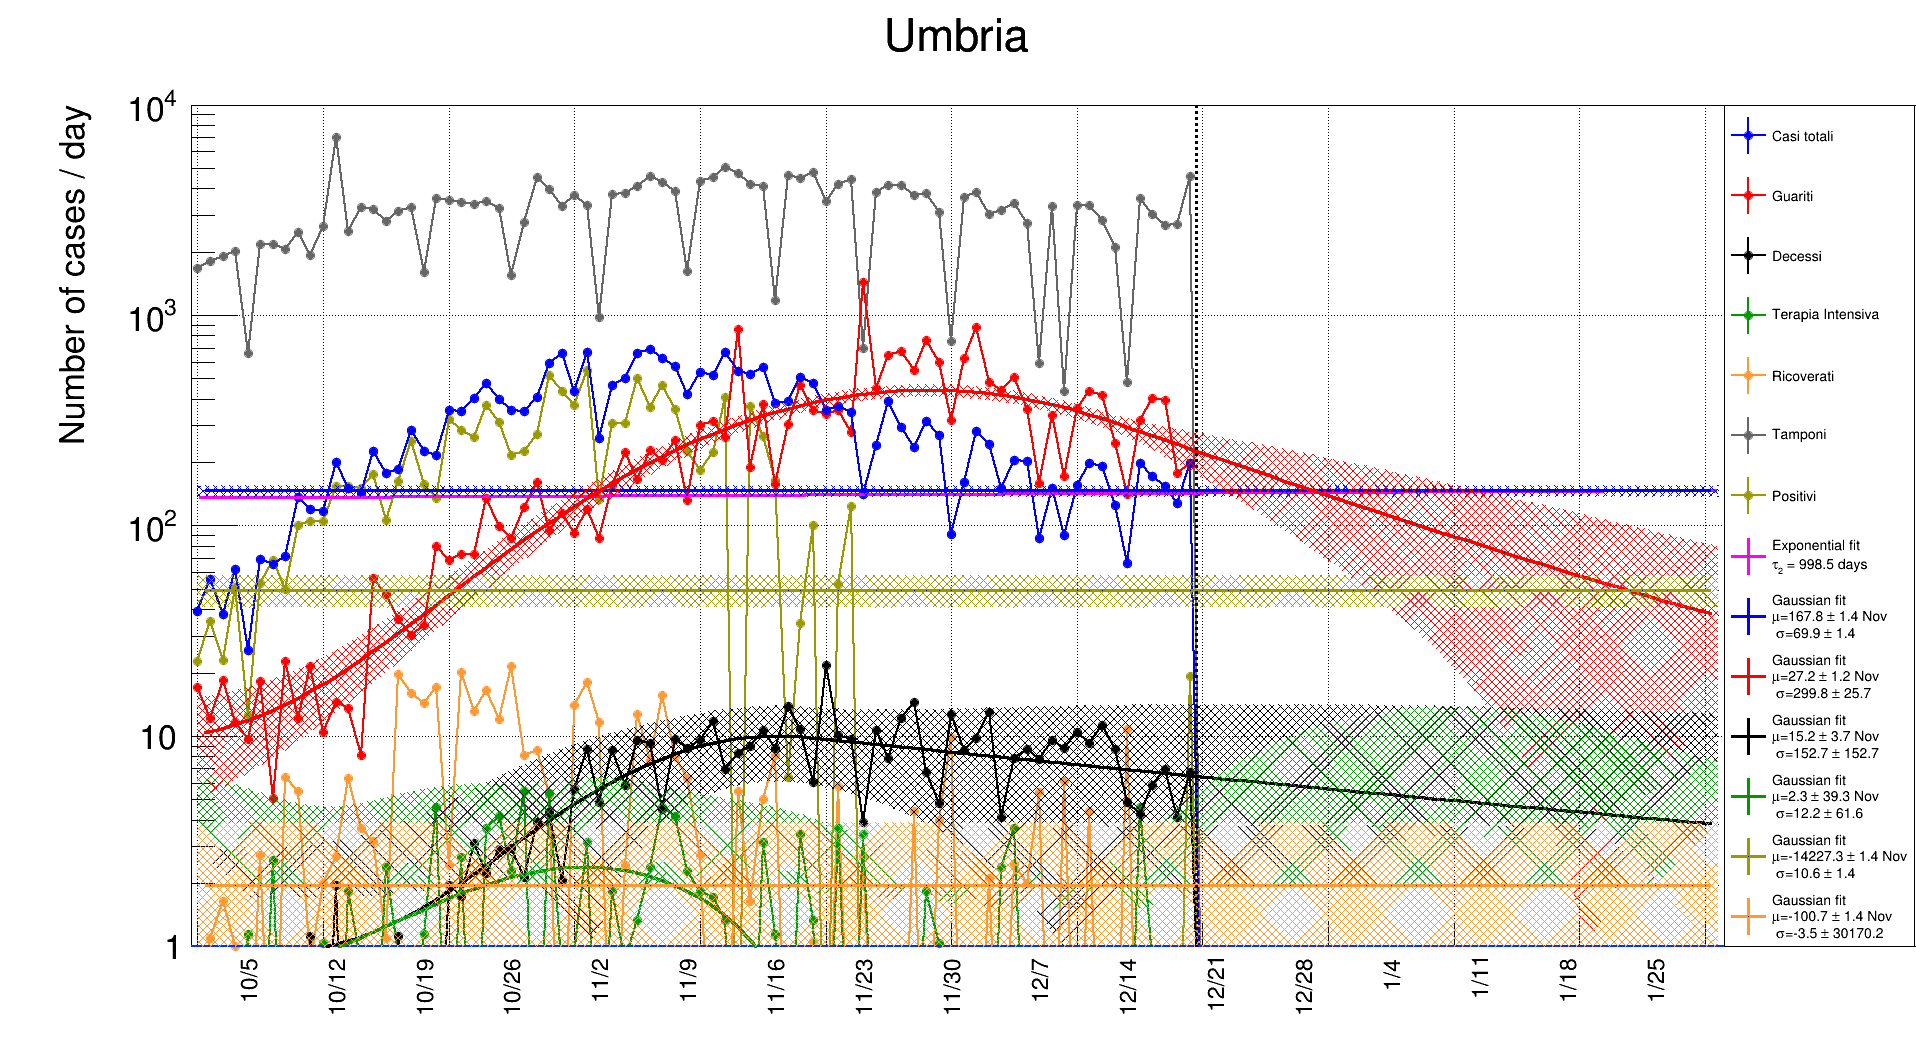 Umbria
Number of cases / day
10⁴
10³
10²
10
1
10/5
10/12
10/19
10/26
11/2
11/9
11/16
11/23
11/30
12/7
12/14
12/21
12/28
1/4
1/11
1/18
1/25
Casi totali
Guariti
Decessi
Terapia Intensiva
Ricoverati
Tamponi
Positivi
Exponential fit
τ₂ = 998.5 days
Gaussian fit
μ=167.8 ± 1.4 Nov
σ=69.9 ± 1.4
Gaussian fit
μ=27.2 ± 1.2 Nov
σ=299.8 ± 25.7
Gaussian fit
μ=15.2 ± 3.7 Nov
σ=152.7 ± 152.7
Gaussian fit
μ=2.3 ± 39.3 Nov
σ=12.2 ± 61.6
Gaussian fit
μ=-14227.3 ± 1.4 Nov
σ=10.6 ± 1.4
Gaussian fit
μ=-100.7 ± 1.4 Nov
σ=-3.5 ± 30170.2